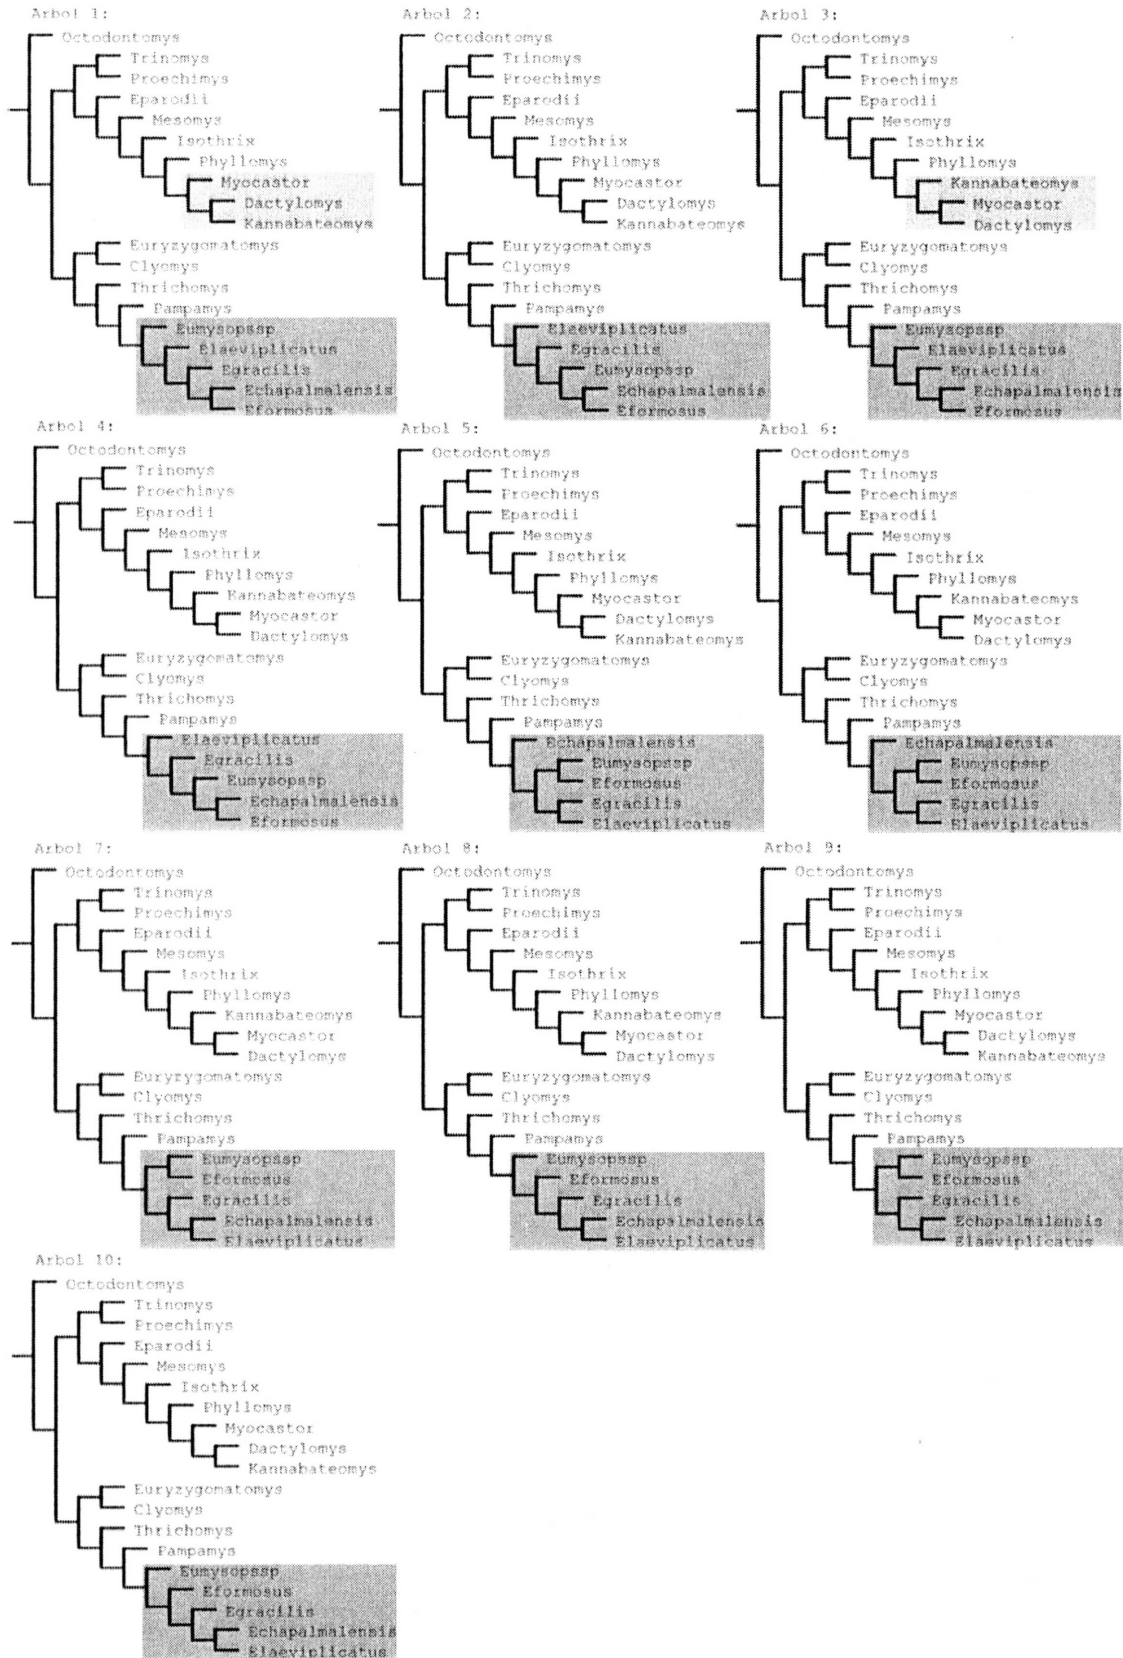 Arbol 1:
Octodontomys
Trinomys
Proechimys
Eparodii
Mesomys
Isothrix
Phyllomys
Myocastor
Dactylomys
Kannabateomys
Euryzygomatomys
Clyomys
Thrichomys
Pampamys
Eumysopssp
Elaeviplicatus
Egracilis
Echapalmalensis
Eformosus
Arbol 2:
Octodontomys
Trinomys
Proechimys
Eparodii
Mesomys
Isothrix
Phyllomys
Myocastor
Dactylomys
Kannabateomys
Euryzygomatomys
Clyomys
Thrichomys
Pampamys
Elaeviplicatus
Egracilis
Eumysopssp
Echapalmalensis
Eformosus
Arbol 3:
Octodontomys
Trinomys
Proechimys
Eparodii
Mesomys
Isothrix
Phyllomys
Kannabateomys
Myocastor
Dactylomys
Euryzygomatomys
Clyomys
Thrichomys
Pampamys
Eumysopssp
Elaeviplicatus
Egracilis
Echapalmalensis
Eformosus
Arbol 4:
Octodontomys
Trinomys
Proechimys
Eparodii
Mesomys
Isothrix
Phyllomys
Kannabateomys
Myocastor
Dactylomys
Euryzygomatomys
Clyomys
Thrichomys
Pampamys
Elaeviplicatus
Egracilis
Eumysopssp
Echapalmalensis
Eformosus
Arbol 5:
Octodontomys
Trinomys
Proechimys
Eparodii
Mesomys
Isothrix
Phyllomys
Myocastor
Dactylomys
Kannabateomys
Euryzygomatomys
Clyomys
Thrichomys
Pampamys
Echapalmalensis
Eumysopssp
Eformosus
Egracilis
Elaeviplicatus
Arbol 6:
Octodontomys
Trinomys
Proechimys
Eparodii
Mesomys
Isothrix
Phyllomys
Kannabateomys
Myocastor
Dactylomys
Euryzygomatomys
Clyomys
Thrichomys
Pampamys
Echapalmalensis
Eumysopssp
Eformosus
Egracilis
Elaeviplicatus
Arbol 7:
Octodontomys
Trinomys
Proechimys
Eparodii
Mesomys
Isothrix
Phyllomys
Kannabateomys
Myocastor
Dactylomys
Euryzygomatomys
Clyomys
Thrichomys
Pampamys
Eumysopssp
Eformosus
Egracilis
Echapalmalensis
Elaeviplicatus
Arbol 8:
Octodontomys
Trinomys
Proechimys
Eparodii
Mesomys
Isothrix
Phyllomys
Kannabateomys
Myocastor
Dactylomys
Euryzygomatomys
Clyomys
Thrichomys
Pampamys
Eumysopssp
Eformosus
Egracilis
Echapalmalensis
Elaeviplicatus
Arbol 9:
Octodontomys
Trinomys
Proechimys
Eparodii
Mesomys
Isothrix
Phyllomys
Myocastor
Dactylomys
Kannabateomys
Euryzygomatomys
Clyomys
Thrichomys
Pampamys
Eumysopssp
Eformosus
Egracilis
Echapalmalensis
Elaeviplicatus
Arbol 10:
Octodontomys
Trinomys
Proechimys
Eparodii
Mesomys
Isothrix
Phyllomys
Myocastor
Dactylomys
Kannabateomys
Euryzygomatomys
Clyomys
Thrichomys
Pampamys
Eumysopssp
Eformosus
Egracilis
Echapalmalensis
Elaeviplicatus